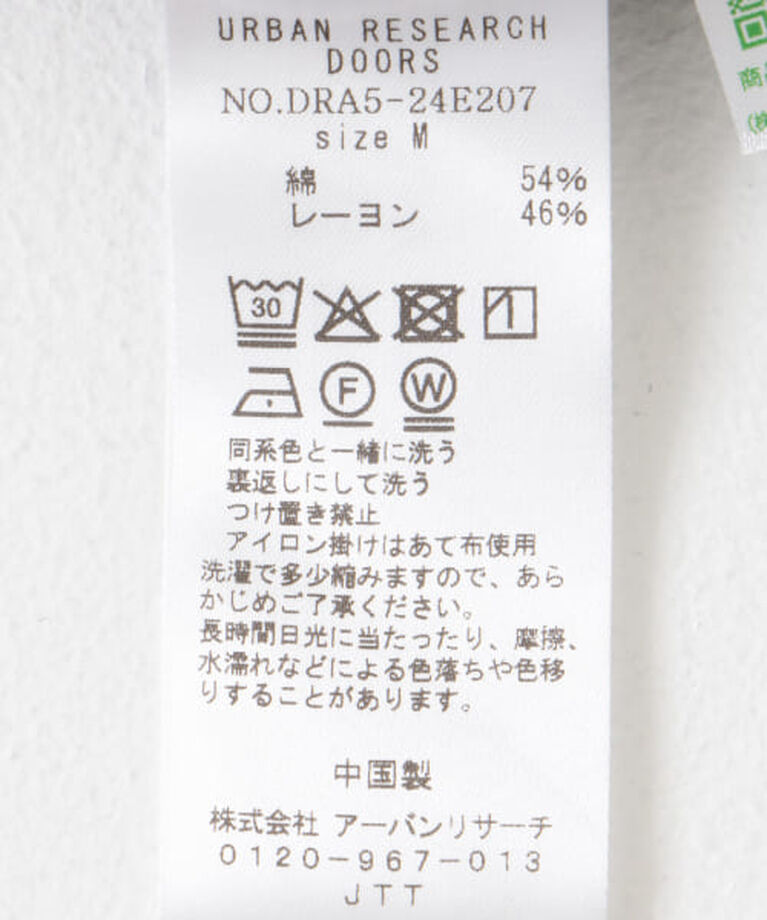 URBAN RESEARCH
DOORS
NO.DRA5-24E207
size M
綿 54%
レーヨン 46%
30
F W
同系色と一緒に洗う
裏返しにして洗う
つけ置き禁止
アイロン掛けはあて布使用
洗濯で多少縮みますので、あら
かじめご了承ください。
長時間日光に当たったり、摩擦、
水濡れなどによる色落ちや色移
りすることがあります。
中国製
株式会社 アーバンリサーチ
0120-967-013
JTT
商
(株